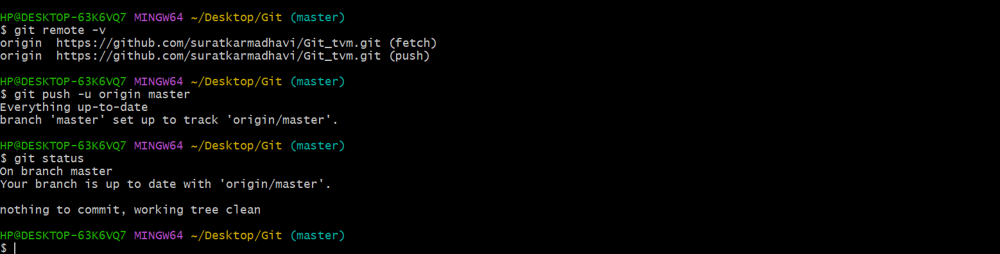 HP@DESKTOP-63K6VQ7 MINGW64 ~/Desktop/Git (master)
$ git remote -v
origin  https://github.com/suratkarmadhavi/Git_tvm.git (fetch)
origin  https://github.com/suratkarmadhavi/Git_tvm.git (push)
HP@DESKTOP-63K6VQ7 MINGW64 ~/Desktop/Git (master)
$ git push -u origin master
Everything up-to-date
branch 'master' set up to track 'origin/master'.
HP@DESKTOP-63K6VQ7 MINGW64 ~/Desktop/Git (master)
$ git status
On branch master
Your branch is up to date with 'origin/master'.
nothing to commit, working tree clean
HP@DESKTOP-63K6VQ7 MINGW64 ~/Desktop/Git (master)
$